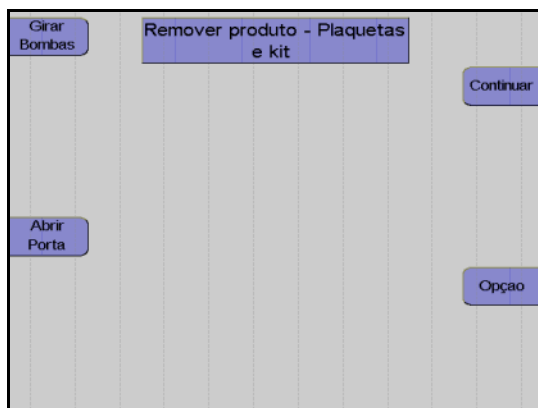 Girar
Bombas
Remover produto - Plaquetas
e kit
Continuar
Abrir
Porta
Opçao